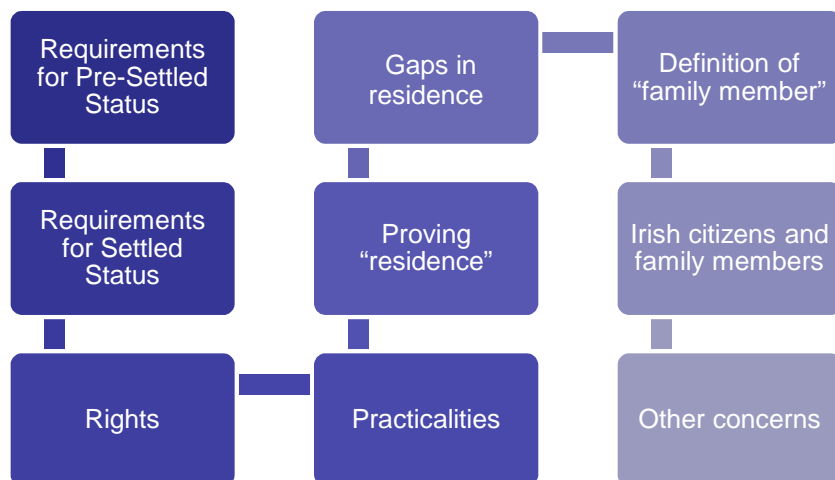 Requirements
for Pre-Settled
Status
Requirements
for Settled
Status
Rights
Practicalities
Proving
“residence”
Gaps in
residence
Definition of
“family member”
Irish citizens and
family members
Other concerns